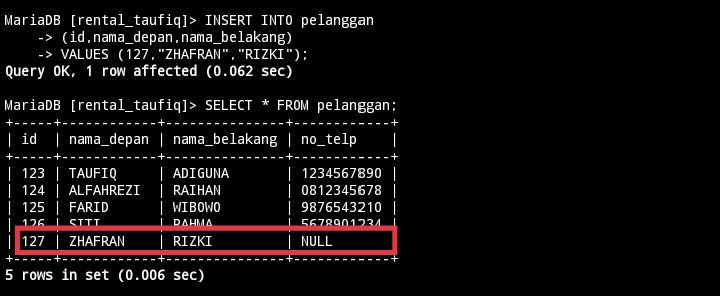 MariaDB [rental_taufiq]> INSERT INTO pelanggan
    -> (id,nama_depan,nama_belakang)
    -> VALUES (127,"ZHAFRAN","RIZKI");
Query OK, 1 row affected (0.062 sec)

MariaDB [rental_taufiq]> SELECT * FROM pelanggan;
+-----+------------+---------------+------------+
| id  | nama_depan | nama_belakang | no_telp    |
+-----+------------+---------------+------------+
| 123 | TAUFIQ     | ADIGUNA       | 1234567890 |
| 124 | ALFAHREZI  | RAIHAN        | 0812345678 |
| 125 | FARID      | WIBOWO        | 9876543210 |
| 126 | SITI       | RAHMA         | 5678901234 |
| 127 | ZHAFRAN    | RIZKI         | NULL       |
+-----+------------+---------------+------------+
5 rows in set (0.006 sec)